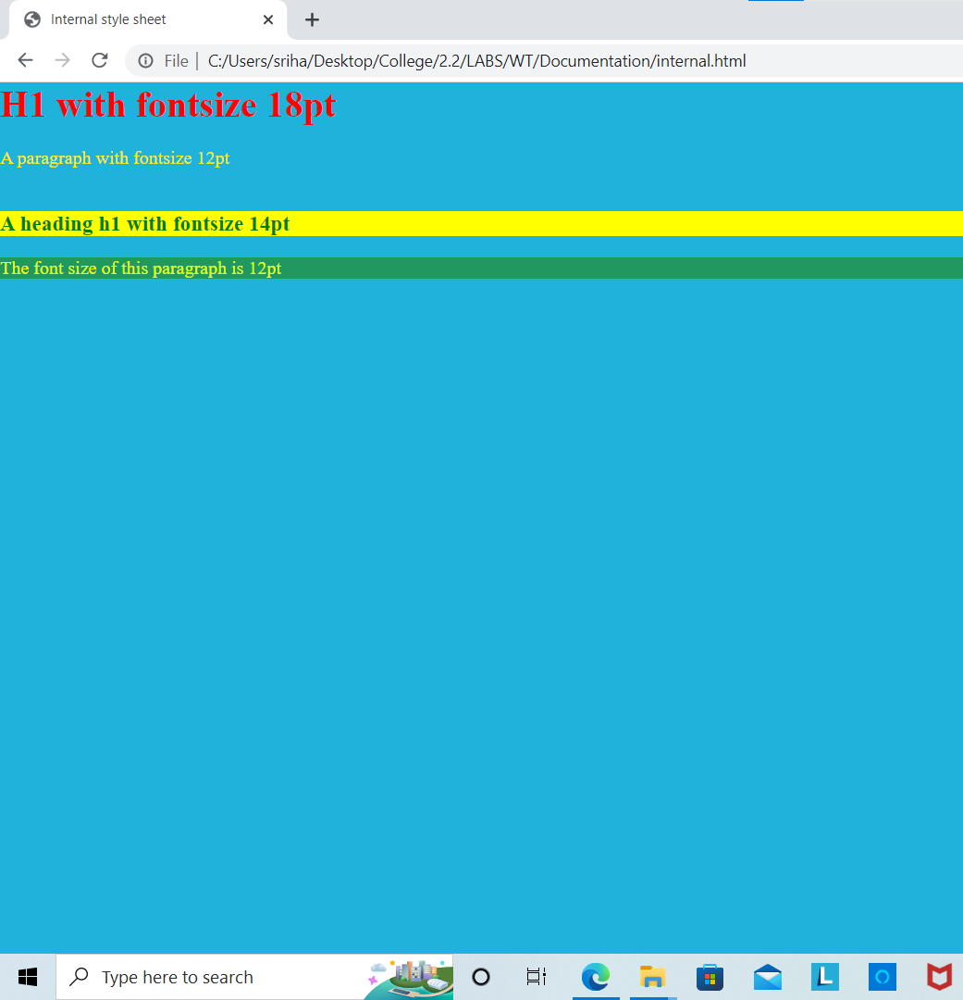 Internal style sheet
File | C:/Users/sriha/Desktop/College/2.2/LABS/WT/Documentation/internal.html
H1 with fontsize 18pt
A paragraph with fontsize 12pt
A heading h1 with fontsize 14pt
The font size of this paragraph is 12pt
Type here to search
L